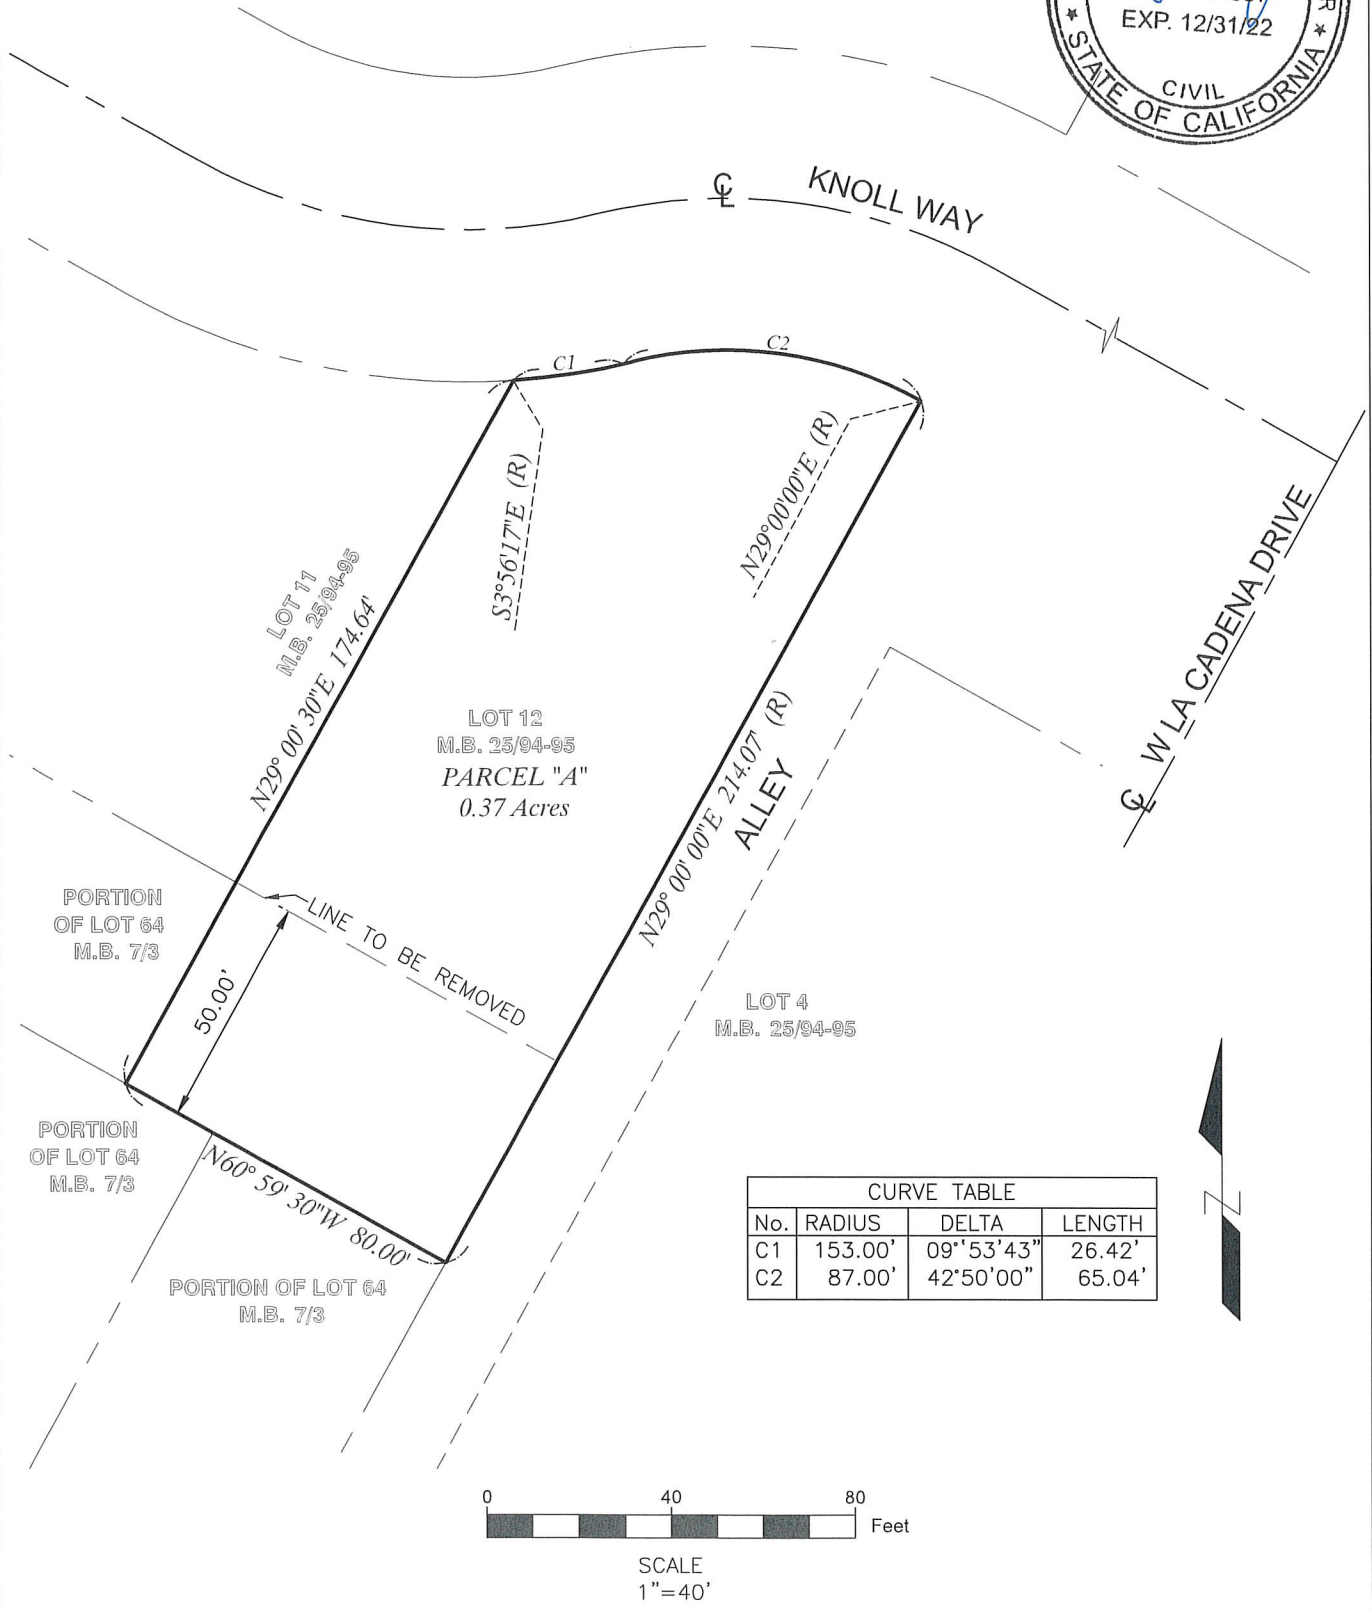 EXP. 12/31/22
CIVIL
STATE OF CALIFORNIA
KNOLL WAY
C1
C2
S3°56'17"E (R)
N29°00'00"E (R)
LOT 11
M.B. 25/94-95
N29° 00' 30"E 174.64'
LOT 12
M.B. 25/94-95
PARCEL "A"
0.37 Acres
N29° 00' 00"E 214.07' (R)
ALLEY
W LA CADENA DRIVE
PORTION
OF LOT 64
M.B. 7/3
LINE TO BE REMOVED
50.00'
LOT 4
M.B. 25/94-95
PORTION
OF LOT 64
M.B. 7/3
N60° 59' 30"W 80.00'
PORTION OF LOT 64
M.B. 7/3
CURVE TABLE
No. RADIUS DELTA LENGTH
C1 153.00' 09°'53'43" 26.42'
C2 87.00' 42°50'00" 65.04'
Z
0 40 80
Feet
SCALE
1"=40'